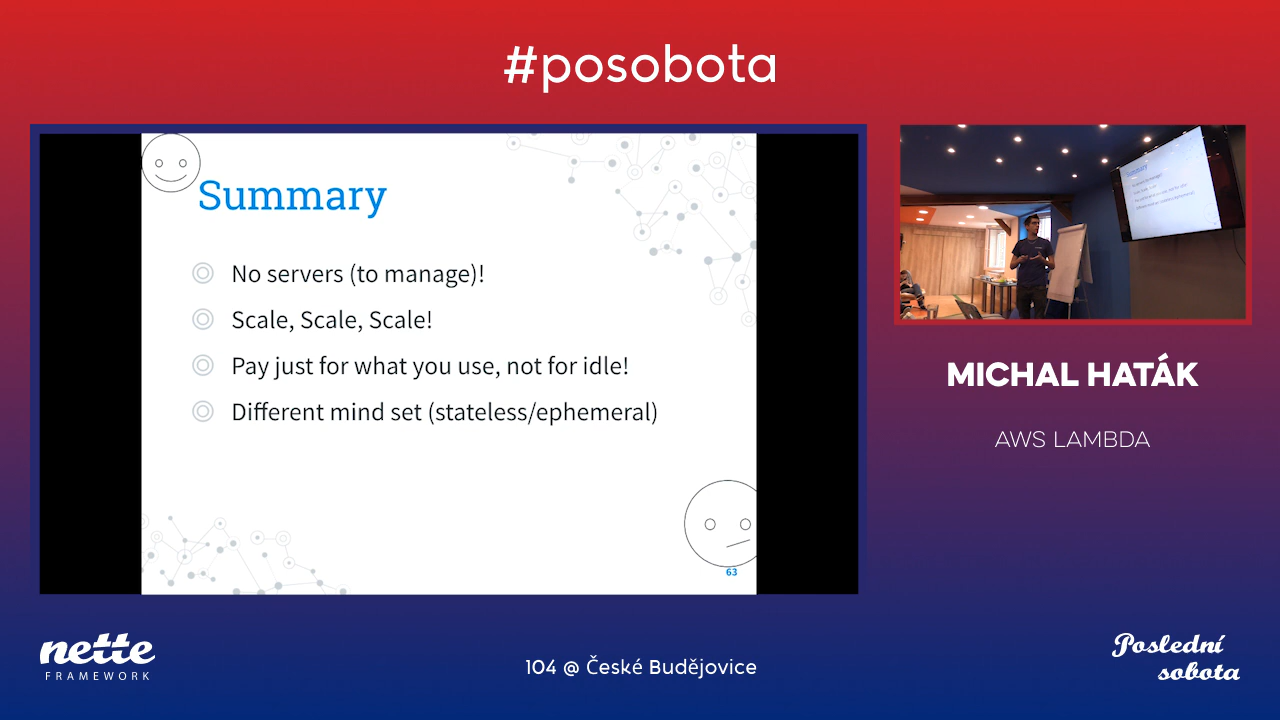 #posobota
Summary
No servers (to manage)!
Scale, Scale, Scale!
Pay just for what you use, not for idle!
Different mind set (stateless/ephemeral)
63
MICHAL HATÁK
AWS LAMBDA
nette
FRAMEWORK
104 @ České Budějovice
Poslední
sobota